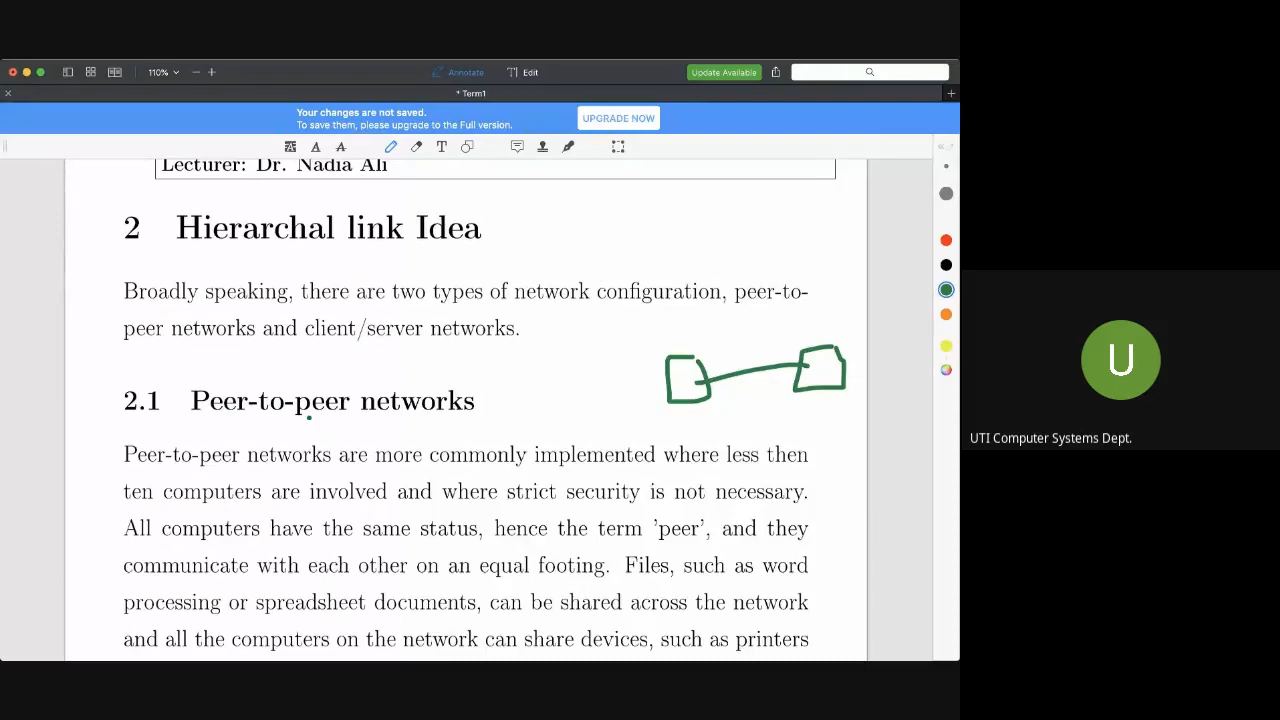 110%
Annotate
Edit
Update Available
* Term1
Your changes are not saved.
To save them, please upgrade to the Full version.
UPGRADE NOW
Lecturer: Dr. Nadia Ali
2 Hierarchal link Idea
Broadly speaking, there are two types of network configuration, peer-to-
peer networks and client/server networks.
2.1 Peer-to-peer networks
Peer-to-peer networks are more commonly implemented where less then
ten computers are involved and where strict security is not necessary.
All computers have the same status, hence the term 'peer', and they
communicate with each other on an equal footing. Files, such as word
processing or spreadsheet documents, can be shared across the network
and all the computers on the network can share devices, such as printers
U
UTI Computer Systems Dept.